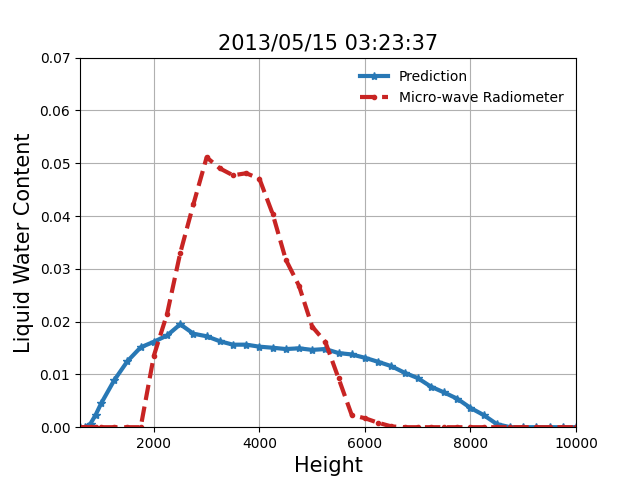 2013/05/15 03:23:37
Prediction
Micro-wave Radiometer
Liquid Water Content
0.07
0.06
0.05
0.04
0.03
0.02
0.01
0.00
2000 4000 6000 8000 10000
Height